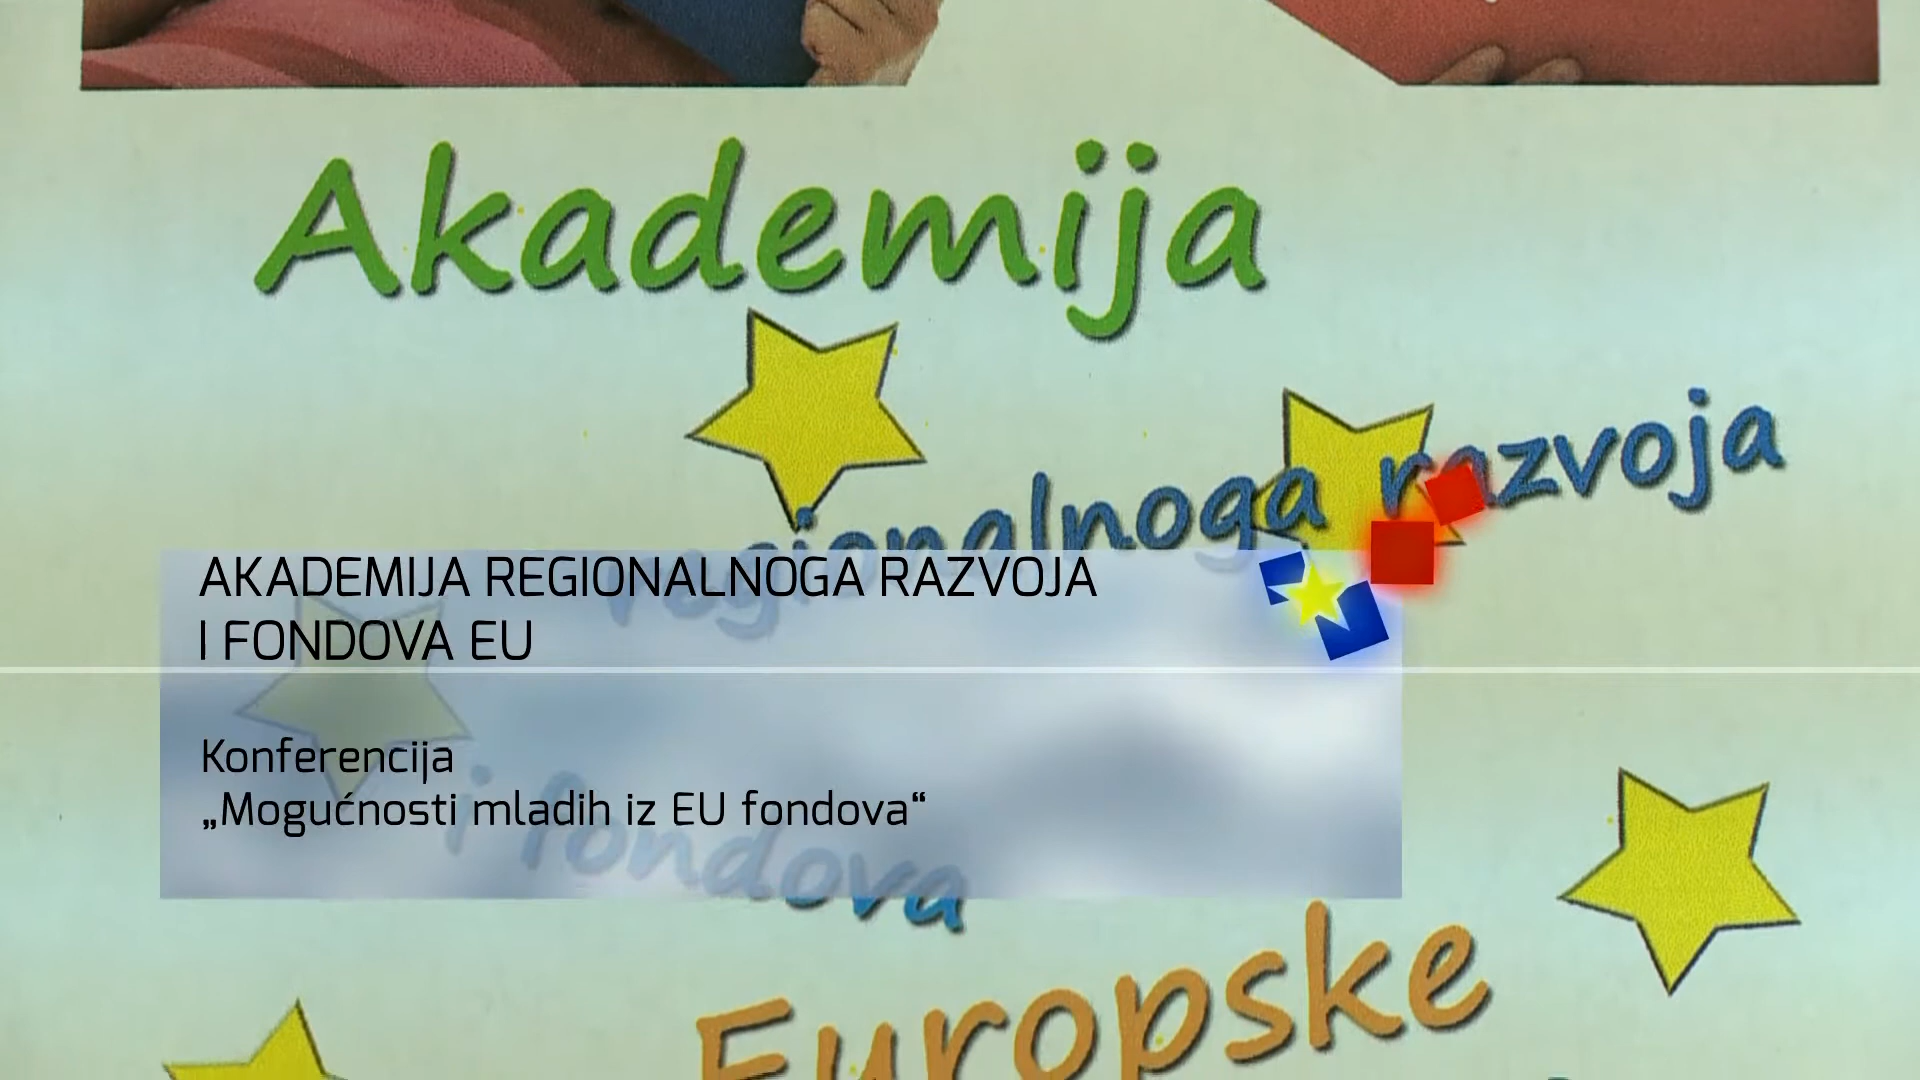 Akademija
regionalnoga razvoja
AKADEMIJA REGIONALNOGA RAZVOJA
I FONDOVA EU
Konferencija
„Mogućnosti mladih iz EU fondova“
i fondova
Europske